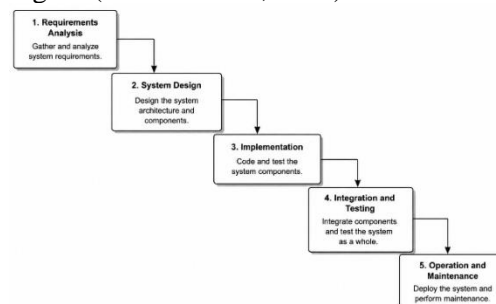 1. Requirements
Analysis
Gather and analyze
system requirements.
2. System Design
Design the system
architecture and
components.
3. Implementation
Code and test the
system components.
4. Integration and
Testing
Integrate components
and test the system
as a whole.
5. Operation and
Maintenance
Deploy the system and
perform maintenance.